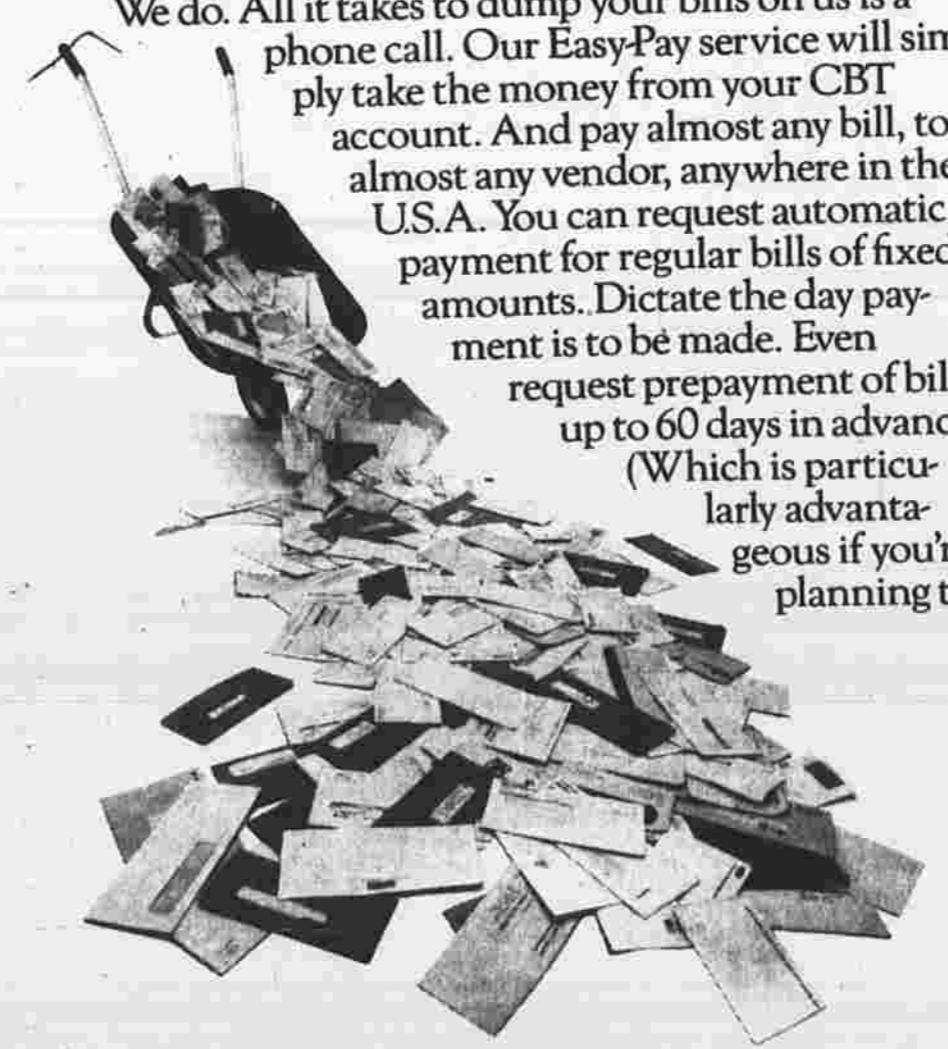 We do. All it takes to dump your bills on us is a
phone call. Our Easy-Pay service will sim
ply take the money from your CBT
account. And pay almost any bill, to
almost any vendor, anywhere in the
U.S.A. You can request automatic
payment for regular bills of fixed
amounts. Dictate the day pay-
ment is to be made. Even
request prepayment of bil
up to 60 days in advanc
(Which is particu-
larly advanta-
geous if you'r
planning t